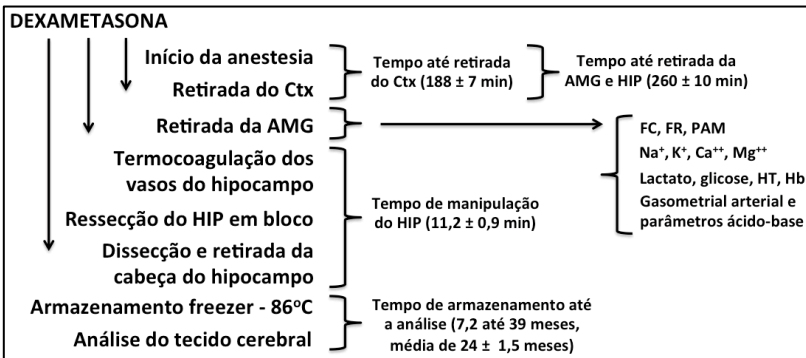 DEXAMETASONA
Início da anestesia
Retirada do Ctx
Tempo até retirada
do Ctx (188 ± 7 min)
Tempo até retirada da
AMG e HIP (260 ± 10 min)
Retirada da AMG
FC, FR, PAM
Na⁺, K⁺, Ca⁺⁺, Mg⁺⁺
Lactato, glicose, HT, Hb
Gasometrial arterial e
parâmetros ácido-base
Termocoagulação dos
vasos do hipocampo
Ressecção do HIP em bloco
Dissecção e retirada da
cabeça do hipocampo
Tempo de manipulação
do HIP (11,2 ± 0,9 min)
Armazenamento freezer - 86ºC
Análise do tecido cerebral
Tempo de armazenamento até
a análise (7,2 até 39 meses,
média de 24 ± 1,5 meses)